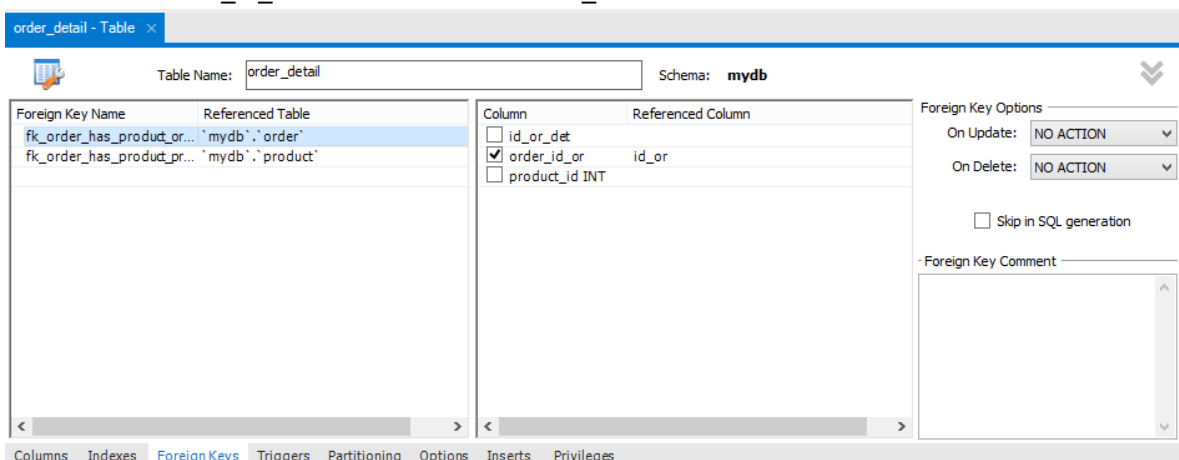 order_detail - Table ×
Table Name: order_detail Schema: mydb
Foreign Key Name Referenced Table
fk_order_has_product_or... `mydb`.`order`
fk_order_has_product_pr... `mydb`.`product`
Column Referenced Column
id_or_det
order_id_or id_or
product_id INT
Foreign Key Options
On Update: NO ACTION
On Delete: NO ACTION
Skip in SQL generation
Foreign Key Comment
Columns Indexes Foreign Keys Triggers Partitioning Options Inserts Privileges